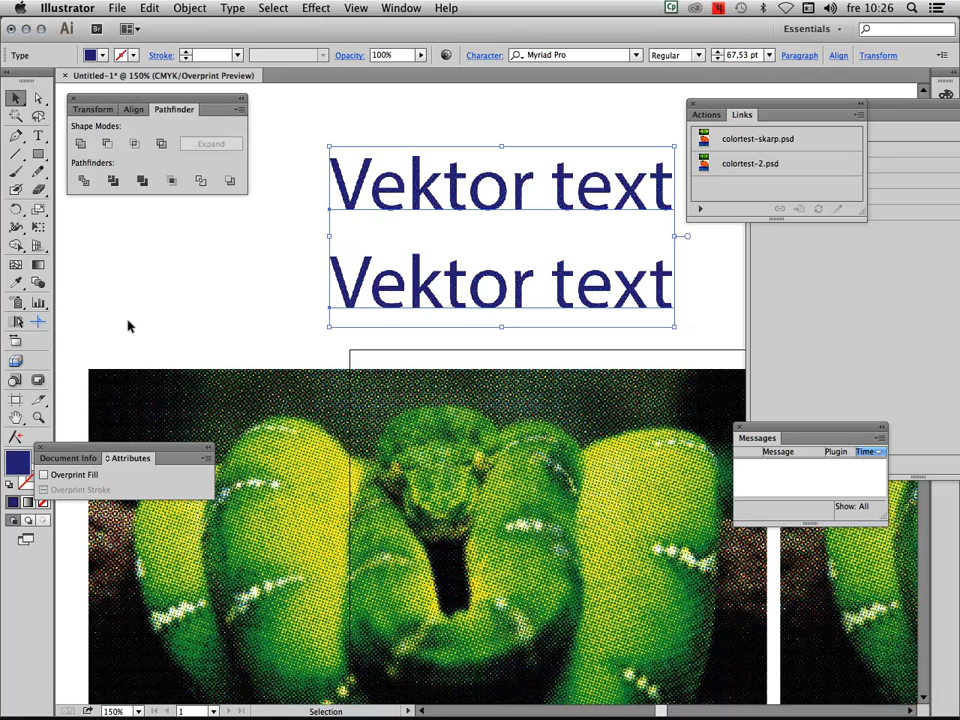 Illustrator File Edit Object Type Select Effect View Window Help
Cp fre 10:26
Ai Br Essentials
Type Stroke: Opacity: 100% Character: Myriad Pro Regular 67,53 pt Paragraph Align Transform
Untitled-1* @ 150% (CMYK/Overprint Preview)
Transform Align Pathfinder
Shape Modes:
Expand
Pathfinders:
Actions Links
colortest-skarp.psd
colortest-2.psd
Vektor text
Vektor text
Messages
Message Plugin Time
Show: All
Document Info Attributes
Overprint Fill
Overprint Stroke
150% 1 Selection